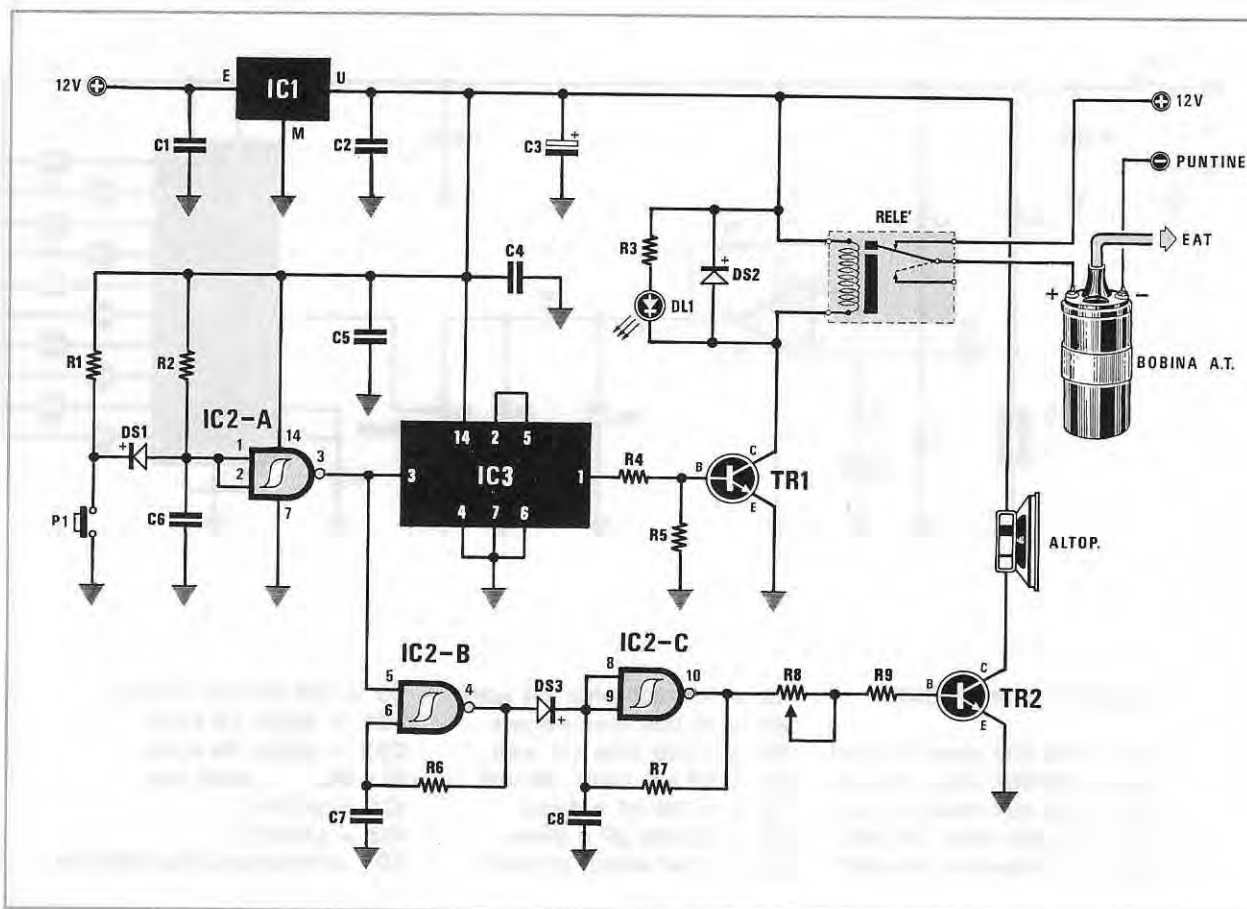 12V
E
IC1
U
M
C1
C2
C3
+
12V
PUNTINE
EAT
RELE'
+
-
BOBINA A.T.
R3
DL1
+
DS2
C4
C5
R1
R2
IC2-A
DS1
+
1
2
14
3
7
P1
C6
14
2
5
3
IC3
1
4
7
6
R4
R5
B
C
E
TR1
ALTOP.
IC2-B
5
6
4
DS3
+
R6
C7
IC2-C
8
9
10
R7
C8
R8
R9
B
C
E
TR2